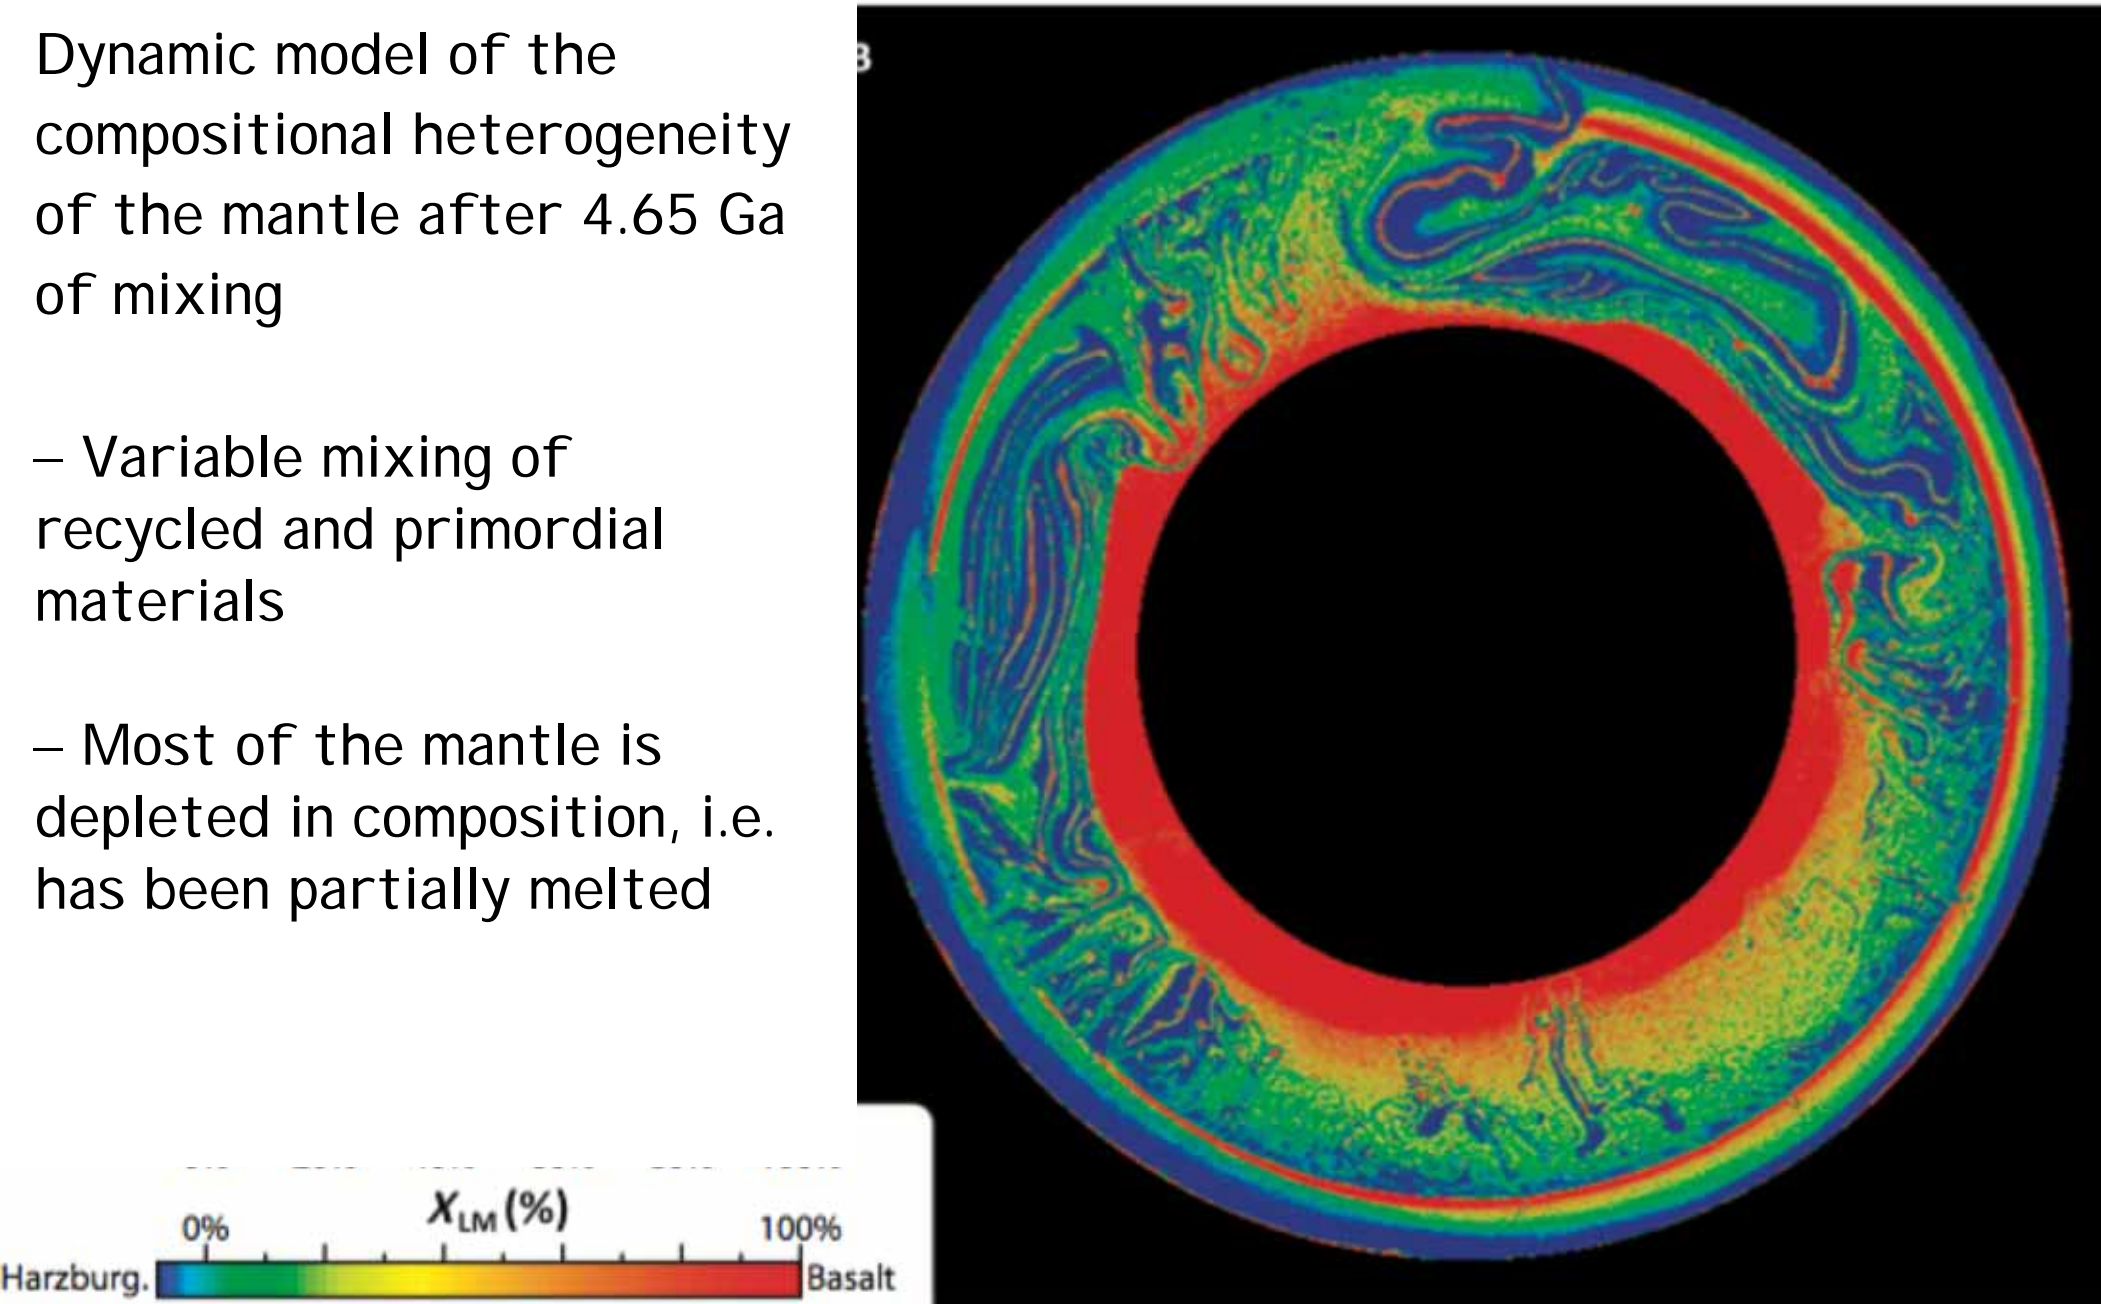 Dynamic model of the
compositional heterogeneity
of the mantle after 4.65 Ga
of mixing
– Variable mixing of
recycled and primordial
materials
– Most of the mantle is
depleted in composition, i.e.
has been partially melted
B
X_LM (%)
0% 100%
Harzburg. Basalt